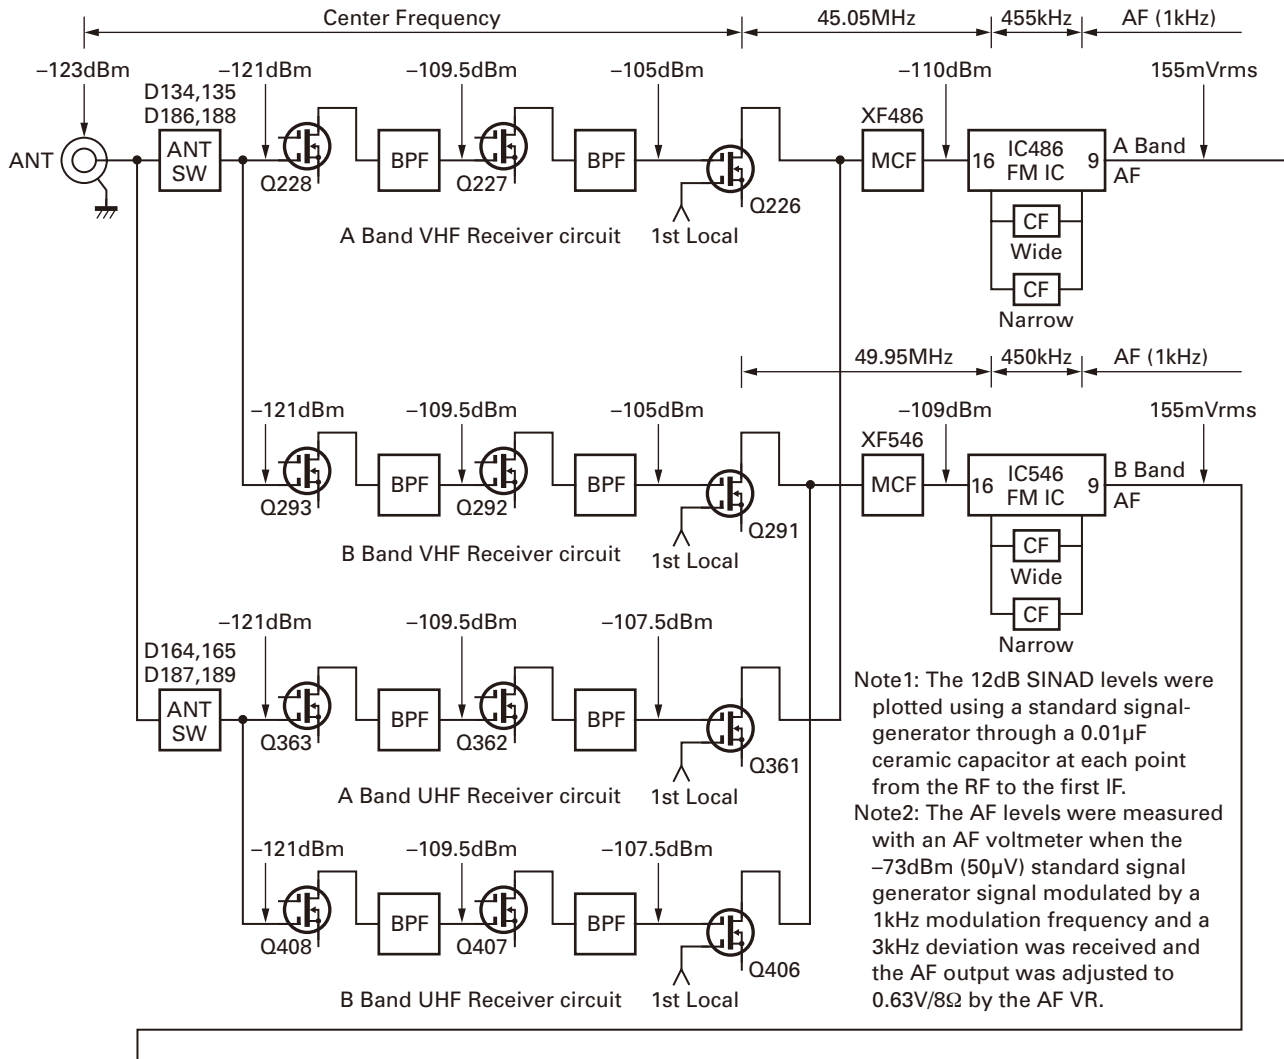 Center Frequency 45.05MHz 455kHz AF (1kHz)
–123dBm –121dBm –109.5dBm –105dBm –110dBm 155mVrms
D134,135
D186,188
XF486
ANT
ANT
SW
BPF
BPF
MCF
16
IC486
FM IC
9
A Band
AF
Q228
Q227
Q226
A Band VHF Receiver circuit
1st Local
CF
Wide
CF
Narrow
49.95MHz 450kHz AF (1kHz)
–121dBm –109.5dBm –105dBm –109dBm 155mVrms
XF546
BPF
BPF
MCF
16
IC546
FM IC
9
B Band
AF
Q293
Q292
Q291
B Band VHF Receiver circuit
1st Local
CF
Wide
CF
Narrow
–121dBm –109.5dBm –107.5dBm
D164,165
D187,189
ANT
SW
BPF
BPF
Q363
Q362
Q361
A Band UHF Receiver circuit
1st Local
–121dBm –109.5dBm –107.5dBm
BPF
BPF
Q408
Q407
Q406
B Band UHF Receiver circuit
1st Local
Note1: The 12dB SINAD levels were
plotted using a standard signal-
generator through a 0.01µF
ceramic capacitor at each point
from the RF to the first IF.
Note2: The AF levels were measured
with an AF voltmeter when the
–73dBm (50µV) standard signal
generator signal modulated by a
1kHz modulation frequency and a
3kHz deviation was received and
the AF output was adjusted to
0.63V/8Ω by the AF VR.